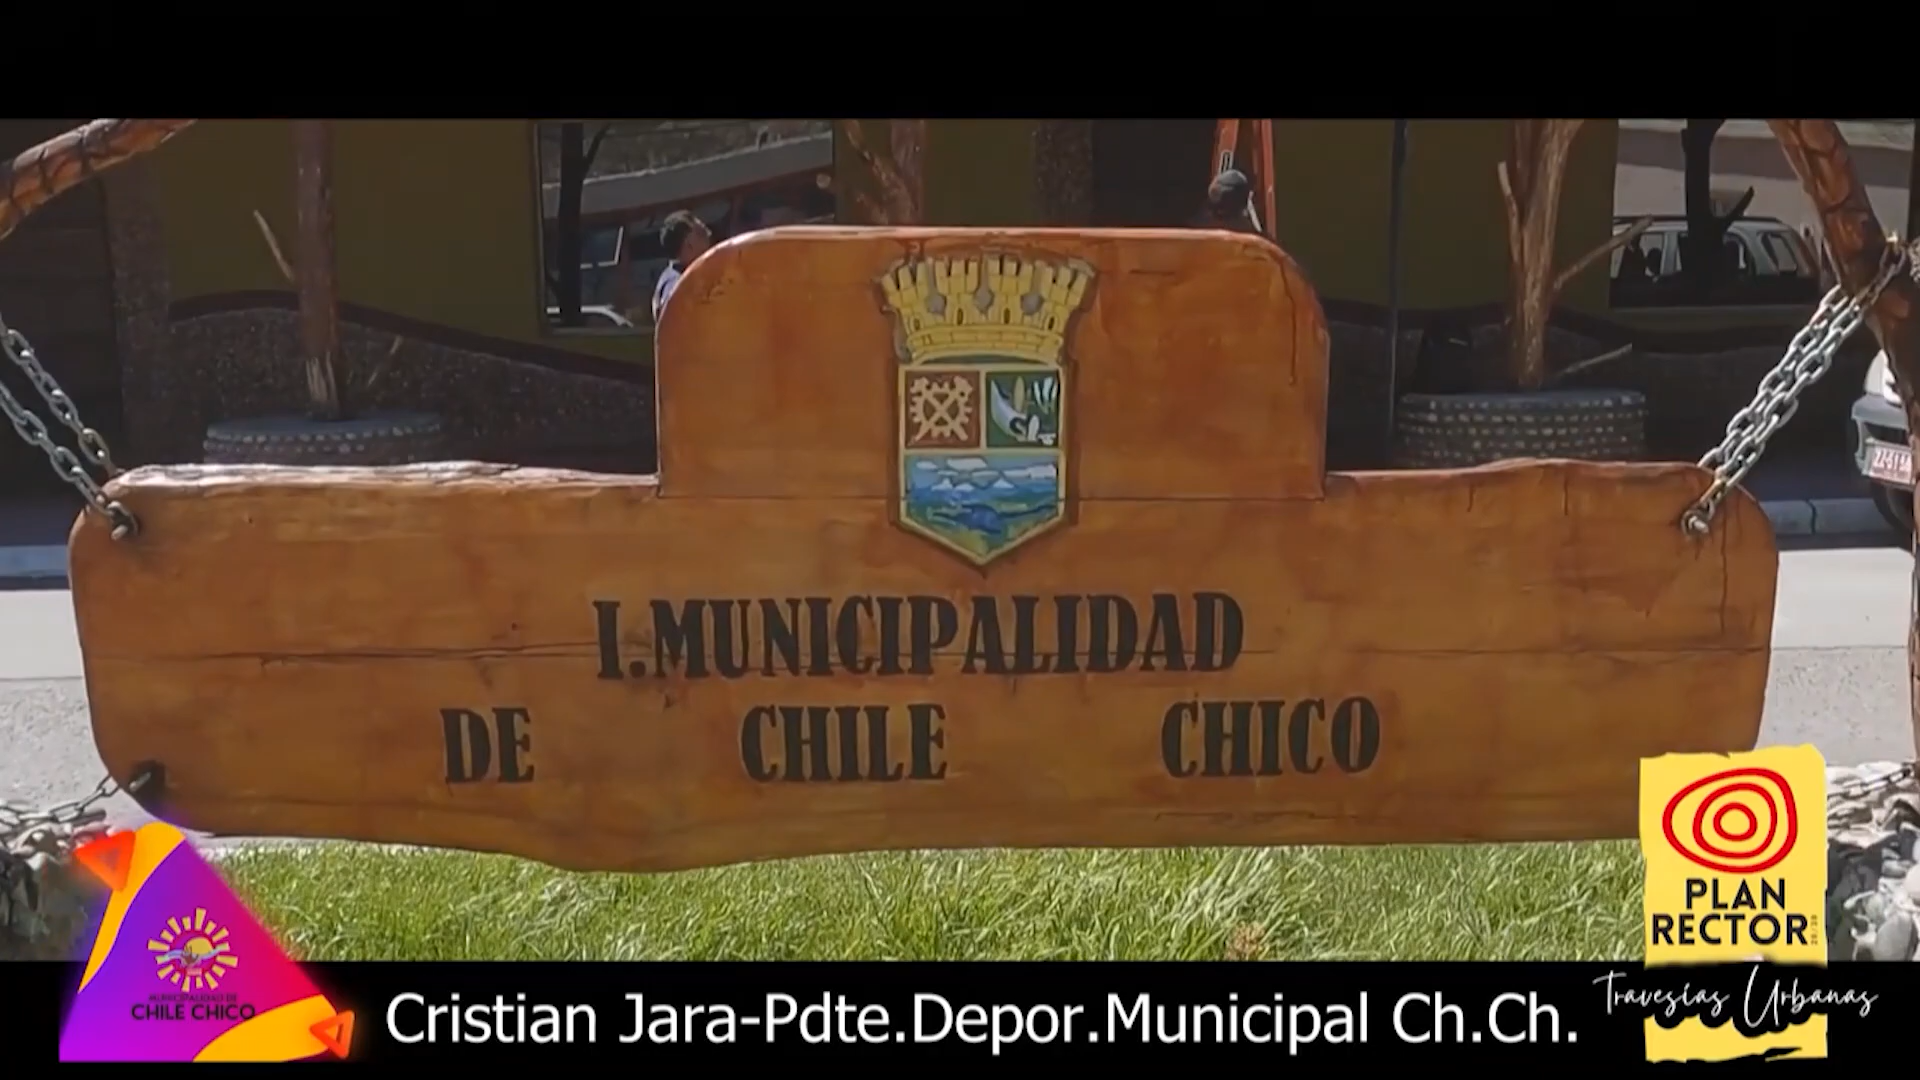 I.MUNICIPALIDAD
DE CHILE CHICO
PLAN
RECTOR
Travesías Urbanas
MUNICIPALIDAD DE
CHILE CHICO
Cristian Jara-Pdte.Depor.Municipal Ch.Ch.